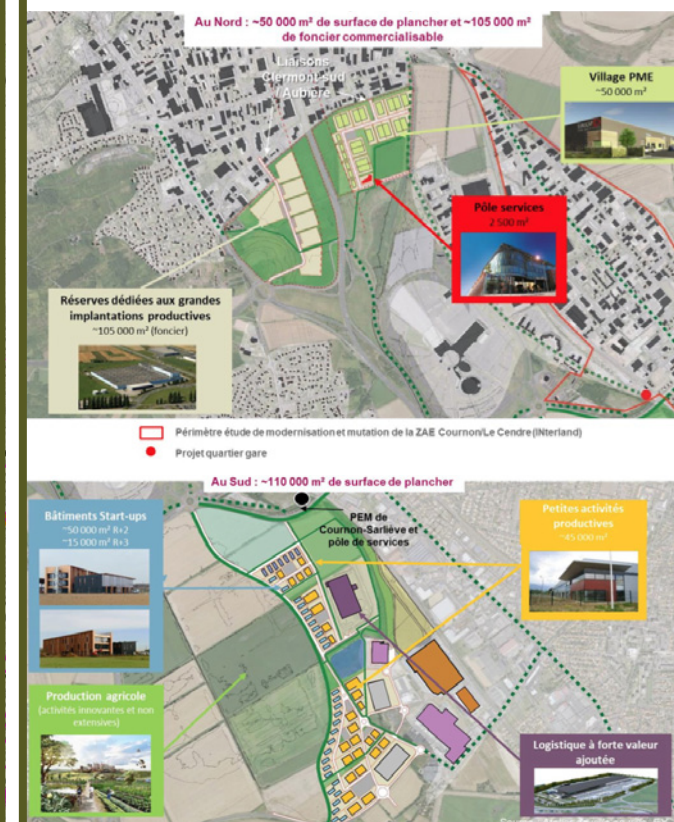 Au Nord : ~50 000 m² de surface de plancher et ~105 000 m²
de foncier commercialisable
Liaisons
Clermont-sud
/Aubière
Village PME
~50 000 m²
Pôle services
2 500 m²
Réserves dédiées aux grandes
implantations productives
~105 000 m² (foncier)
Périmètre étude de modernisation et mutation de la ZAE Cournon/Le Cendre (INterland)
Projet quartier gare
Au Sud : ~110 000 m² de surface de plancher
Bâtiments Start-ups
~50 000 m² R+2
~15 000 m² R+3
PEM de
Cournon-Sarliève et
pôle de services
Petites activités
productives
~45 000 m²
Production agricole
(activités innovantes et non
extensives)
Logistique à forte valeur
ajoutée